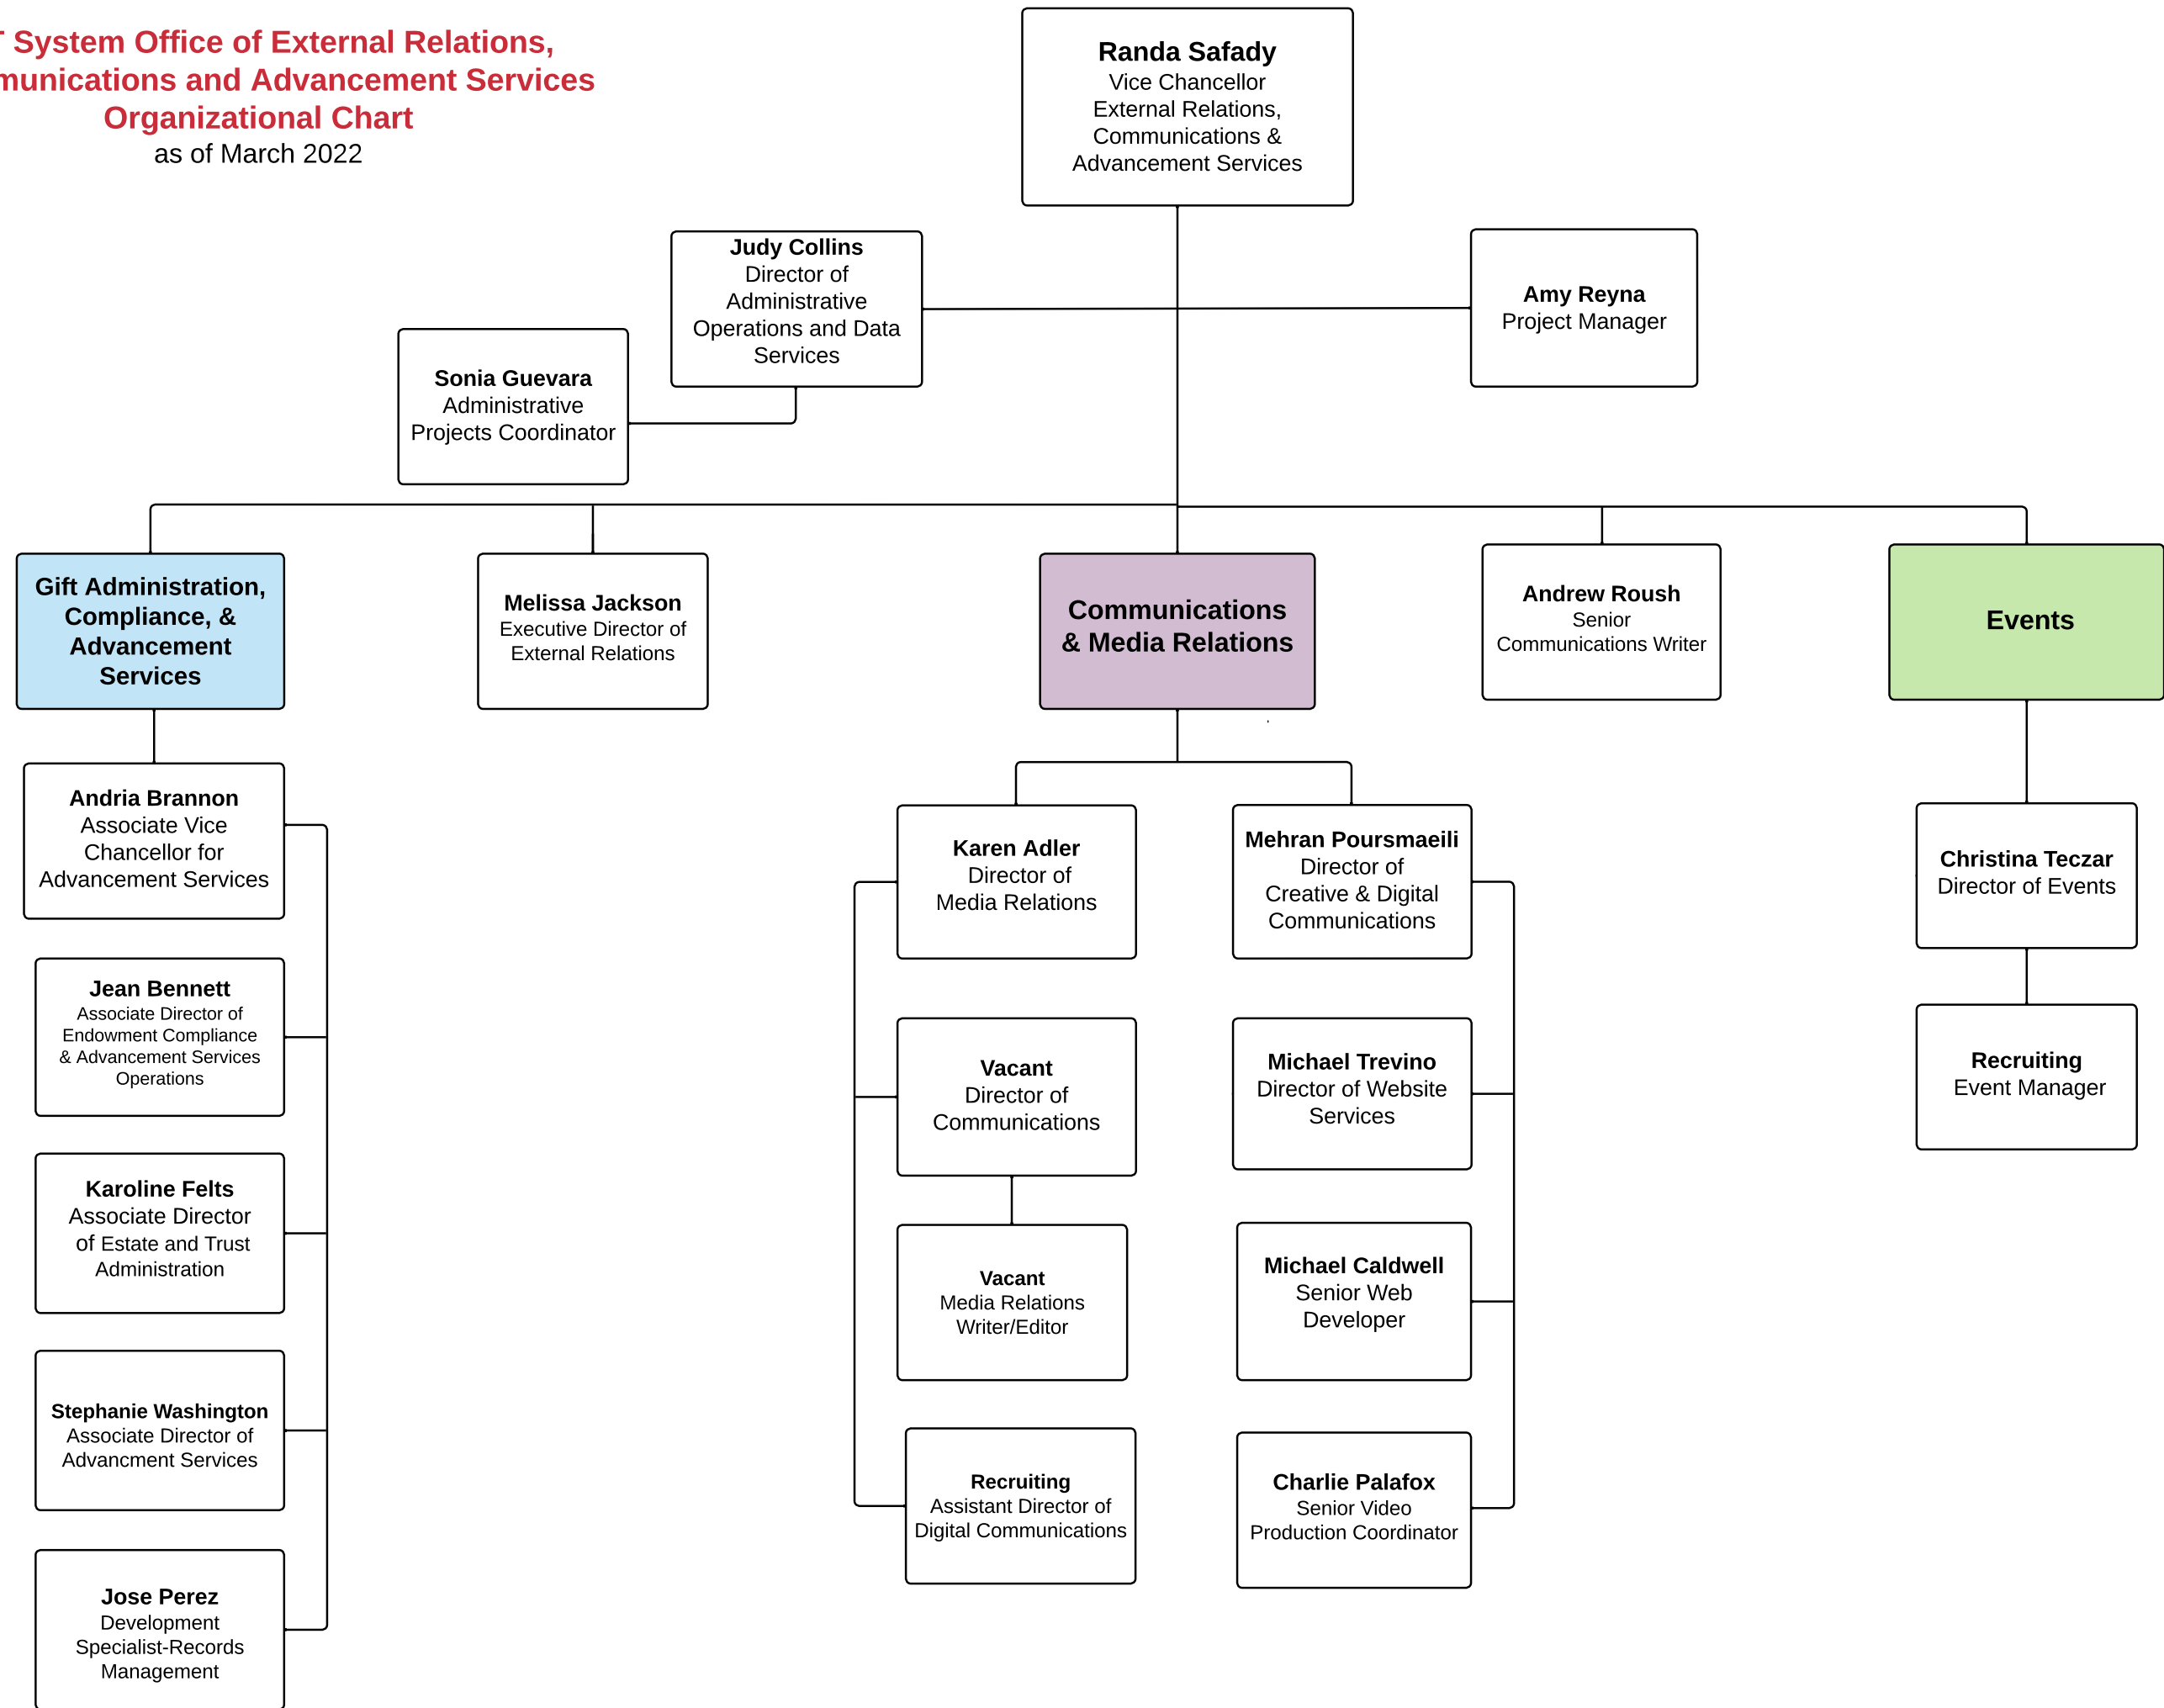 System Office of External Relations,
and Advancement Services
Organizational Chart
as of March 2022
Randa Safady
Vice Chancellor
External Relations,
Communications &
Advancement Services
Judy Collins
Director of
Administrative
Operations and Data
Services
Amy Reyna
Project Manager
Sonia Guevara
Administrative
Projects Coordinator
Gift Administration,
Compliance, &
Advancement
Services
Melissa Jackson
Executive Director of
External Relations
Communications
& Media Relations
Andrew Roush
Senior
Communications Writer
Events
Andria Brannon
Associate Vice
Chancellor for
Advancement Services
Jean Bennett
Associate Director of
Endowment Compliance
& Advancement Services
Operations
Karoline Felts
Associate Director
of Estate and Trust
Administration
Stephanie Washington
Associate Director of
Advancment Services
Jose Perez
Development
Specialist-Records
Management
Karen Adler
Director of
Media Relations
Vacant
Director of
Communications
Vacant
Media Relations
Writer/Editor
Recruiting
Assistant Director of
Digital Communications
Mehran Poursmaeili
Director of
Creative & Digital
Communications
Michael Trevino
Director of Website
Services
Michael Caldwell
Senior Web
Developer
Charlie Palafox
Senior Video
Production Coordinator
Christina Teczar
Director of Events
Recruiting
Event Manager